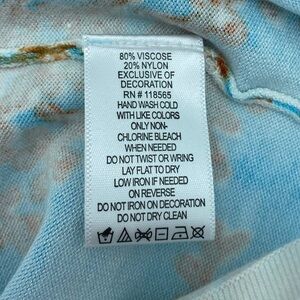 80% VISCOSE
20% NYLON
EXCLUSIVE OF
DECORATION
RN # 118565
HAND WASH COLD
WITH LIKE COLORS
ONLY NON-
CHLORINE BLEACH
WHEN NEEDED
DO NOT TWIST OR WRING
LAY FLAT TO DRY
LOW IRON IF NEEDED
ON REVERSE
DO NOT IRON ON DECORATION
DO NOT DRY CLEAN